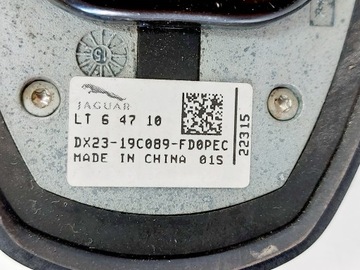 JAGUAR
LT 6 47 10
DX23-19C089-FD0PEC
MADE IN CHINA 01S
22315